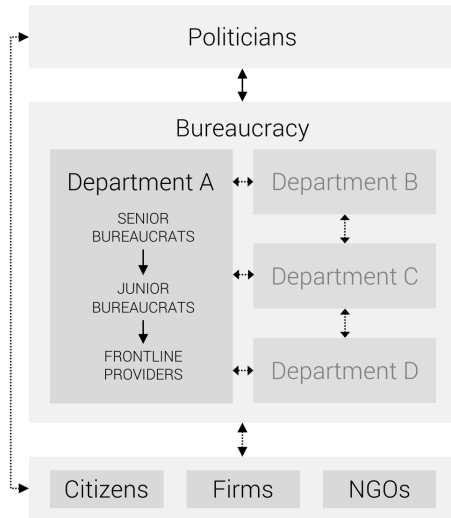 Politicians
Bureaucracy
Department A
SENIOR
BUREAUCRATS
JUNIOR
BUREAUCRATS
FRONTLINE
PROVIDERS
Department B
Department C
Department D
Citizens
Firms
NGOs